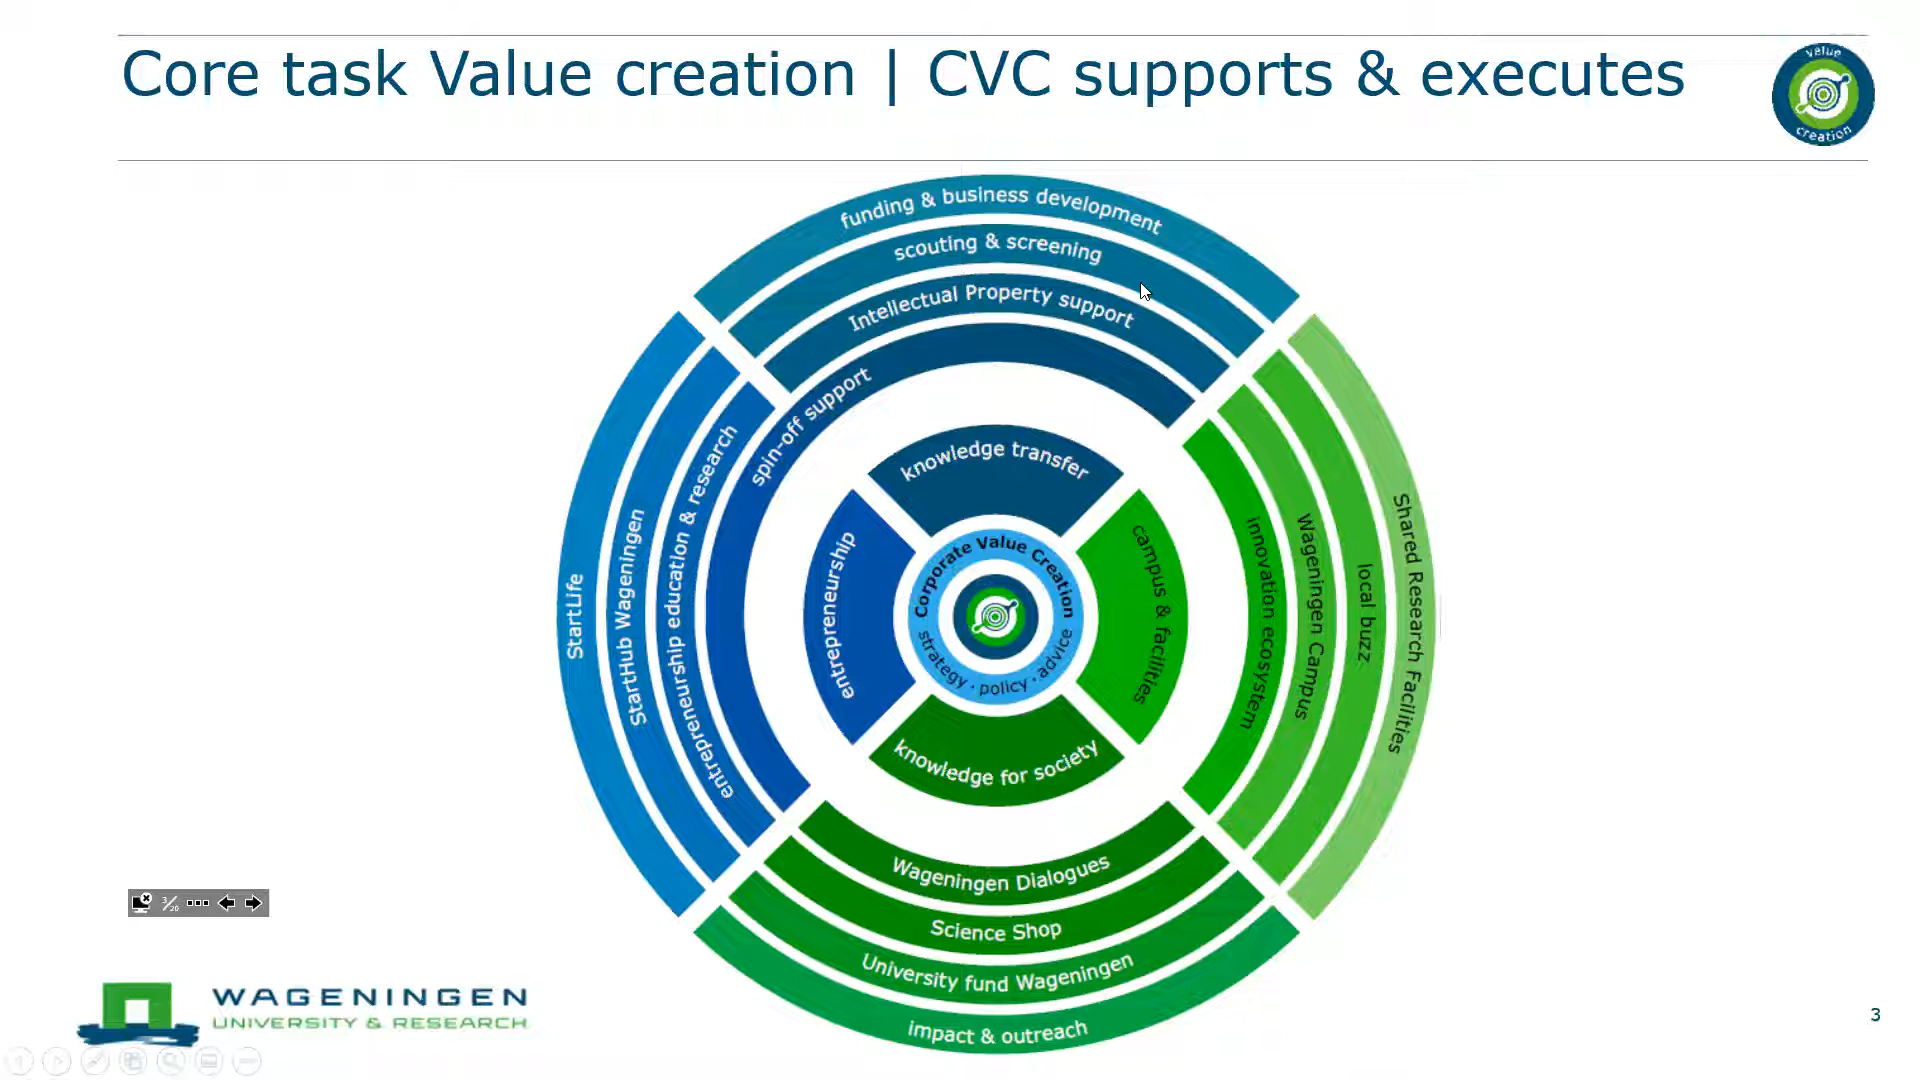 Core task Value creation | CVC supports & executes
value
creation
funding & business development
scouting & screening
Intellectual Property support
spin-off support
knowledge transfer
StartLife
StartHub Wageningen
entrepreneurship education & research
entrepreneurship
Corporate Value Creation
strategy · policy · advice
campus & facilities
innovation ecosystem
Wageningen Campus
local buzz
Shared Research Facilities
knowledge for society
Wageningen Dialogues
Science Shop
University fund Wageningen
impact & outreach
3/20
WAGENINGEN
UNIVERSITY & RESEARCH
3